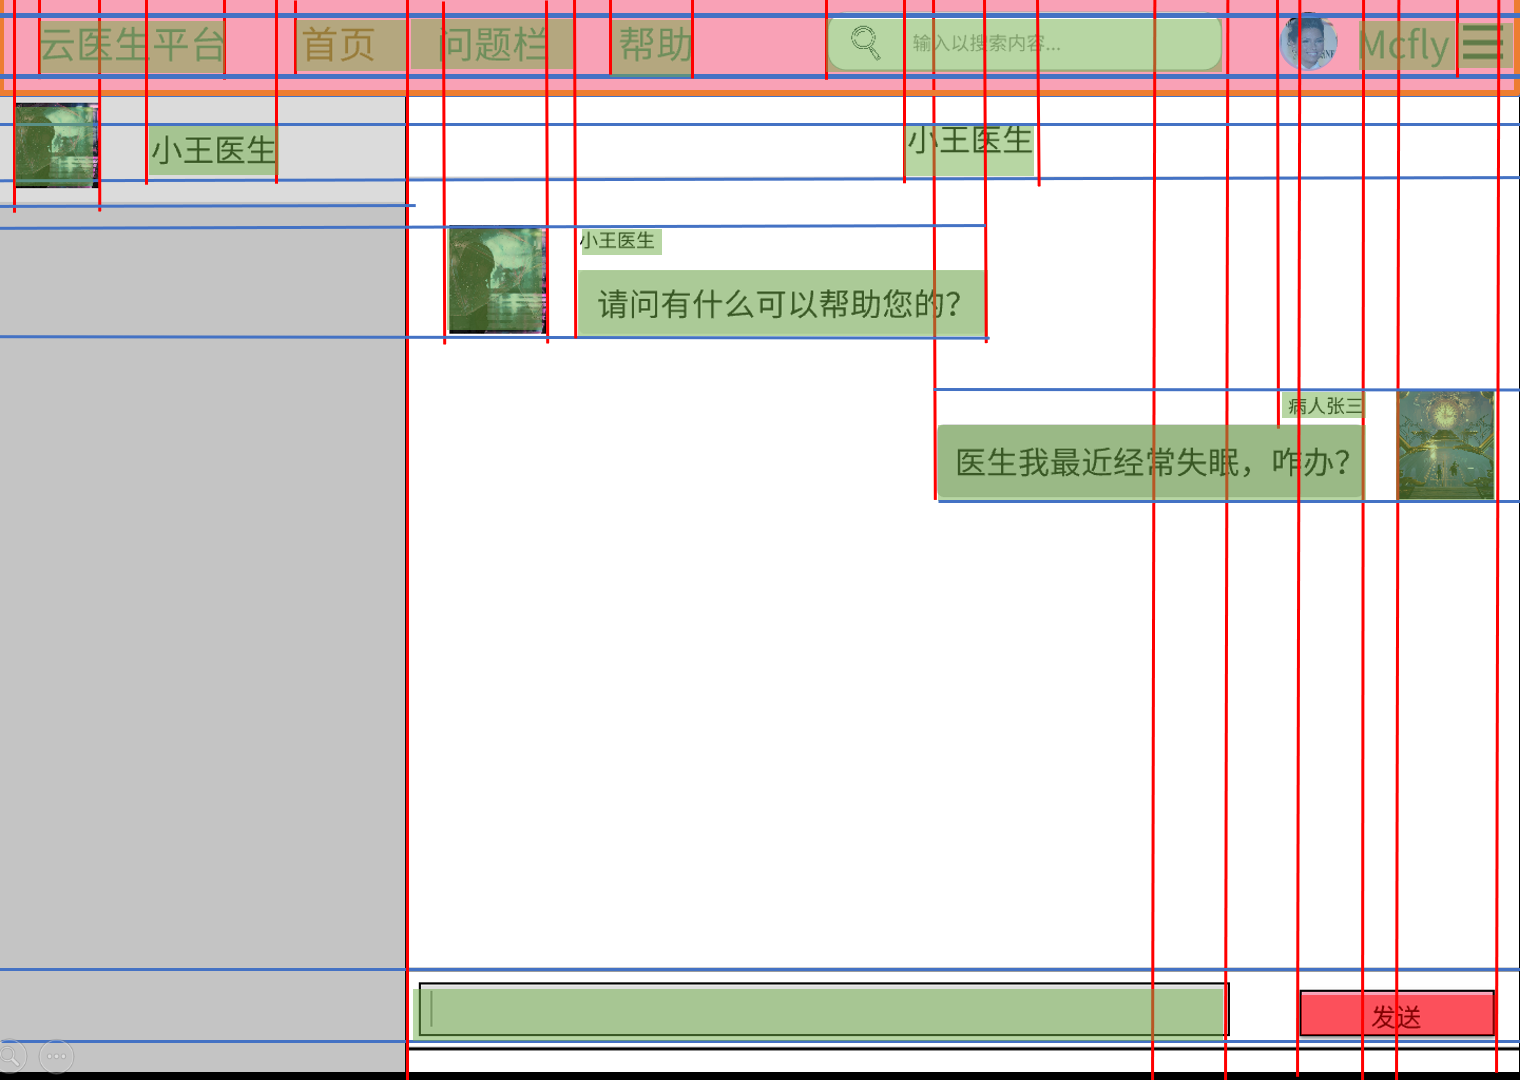 云医生平台 首页 问题栏 帮助 输入以搜索内容... Mcfly
小王医生
小王医生
小王医生
请问有什么可以帮助您的？
病人张三
医生我最近经常失眠，咋办？
发送